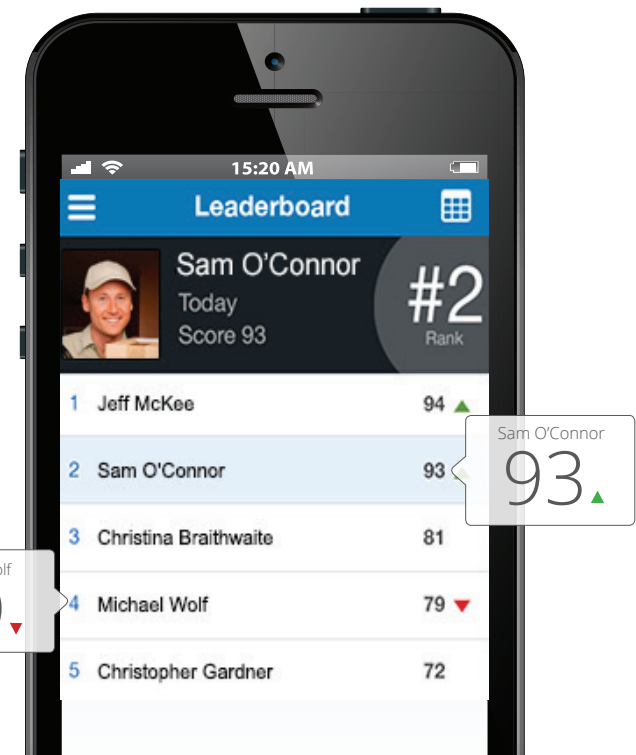 15:20 AM
Leaderboard
Sam O'Connor
Today
Score 93
#2
Rank
1 Jeff McKee 94
2 Sam O'Connor 93
Sam O'Connor
93
3 Christina Braithwaite 81
4 Michael Wolf 79
5 Christopher Gardner 72